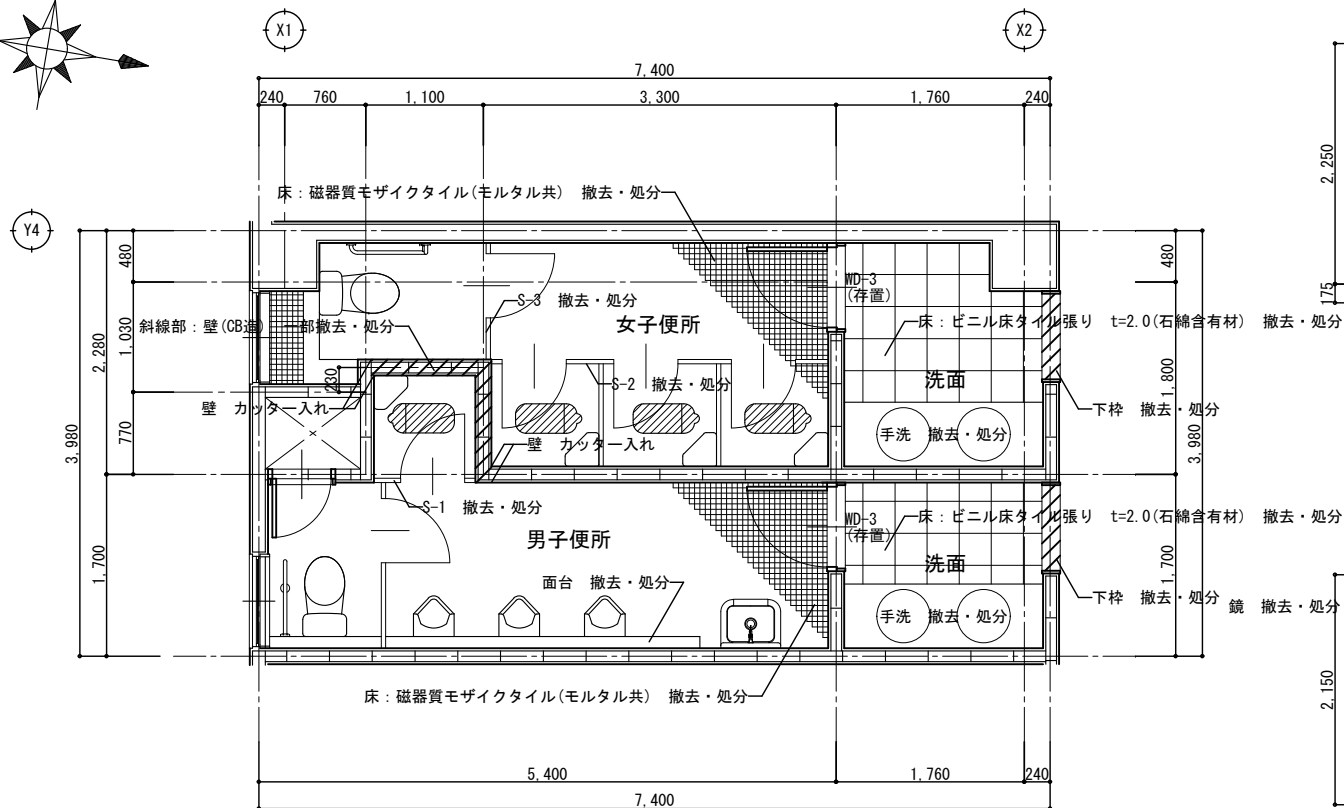 X1
X2
7,400
240
760
1,100
3,300
1,760
240
2,250
床：磁器質モザイクタイル(モルタル共)　撤去・処分
Y4
480
480
175
WD-3
(存置)
S-3　撤去・処分
女子便所
斜線部：壁(CB造)　一部撤去・処分
床：ビニル床タイル張り　t=2.0(石綿含有材)　撤去・処分
2,280
1,030
230
S-2　撤去・処分
洗面
1,800
壁　カッター入れ
下枠　撤去・処分
3,980
770
手洗　撤去・処分
3,980
壁　カッター入れ
S-1　撤去・処分
WD-3
(存置)
床：ビニル床タイル張り　t=2.0(石綿含有材)　撤去・処分
男子便所
洗面
1,700
1,700
面台　撤去・処分
下枠　撤去・処分
鏡　撤去・処分
手洗　撤去・処分
床：磁器質モザイクタイル(モルタル共)　撤去・処分
2,150
5,400
1,760
240
7,400